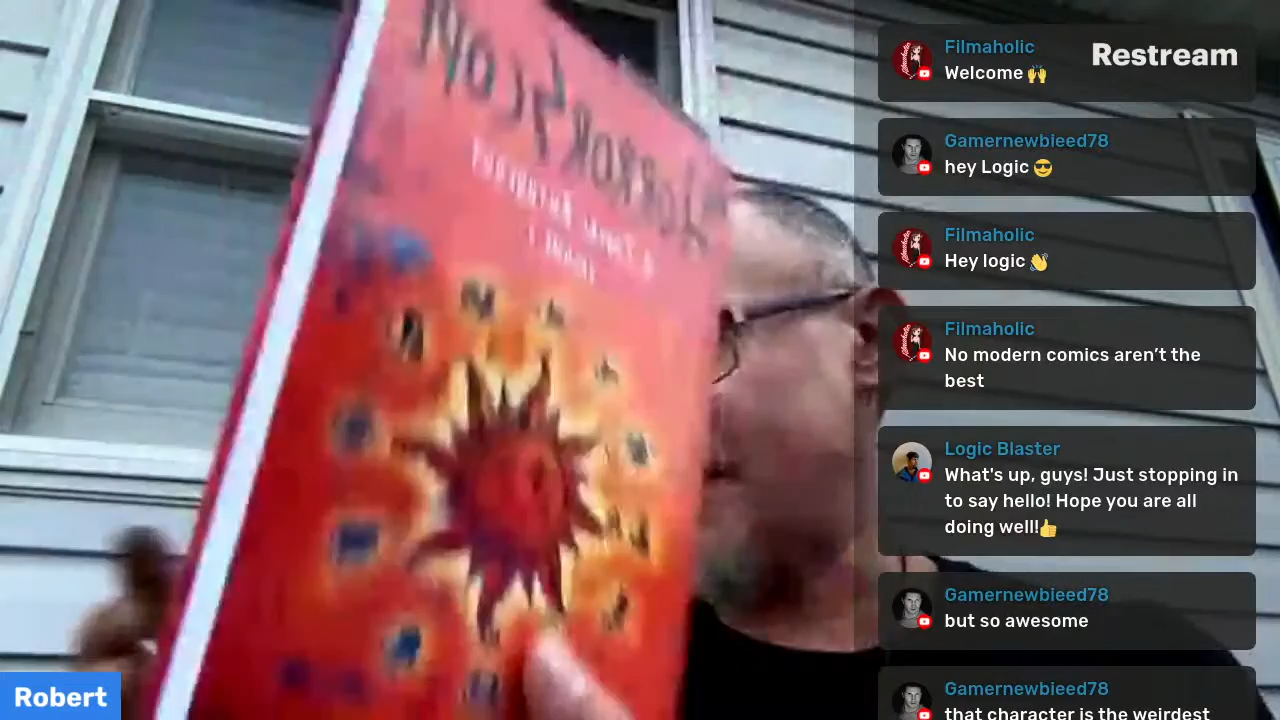 Restream
Filmaholic
Welcome 🙌
Gamernewbieed78
hey Logic 😎
Filmaholic
Hey logic 👋
Filmaholic
No modern comics aren’t the
best
Logic Blaster
What's up, guys! Just stopping in
to say hello! Hope you are all
doing well!👍
Gamernewbieed78
but so awesome
Gamernewbieed78
that character is the weirdest
Robert